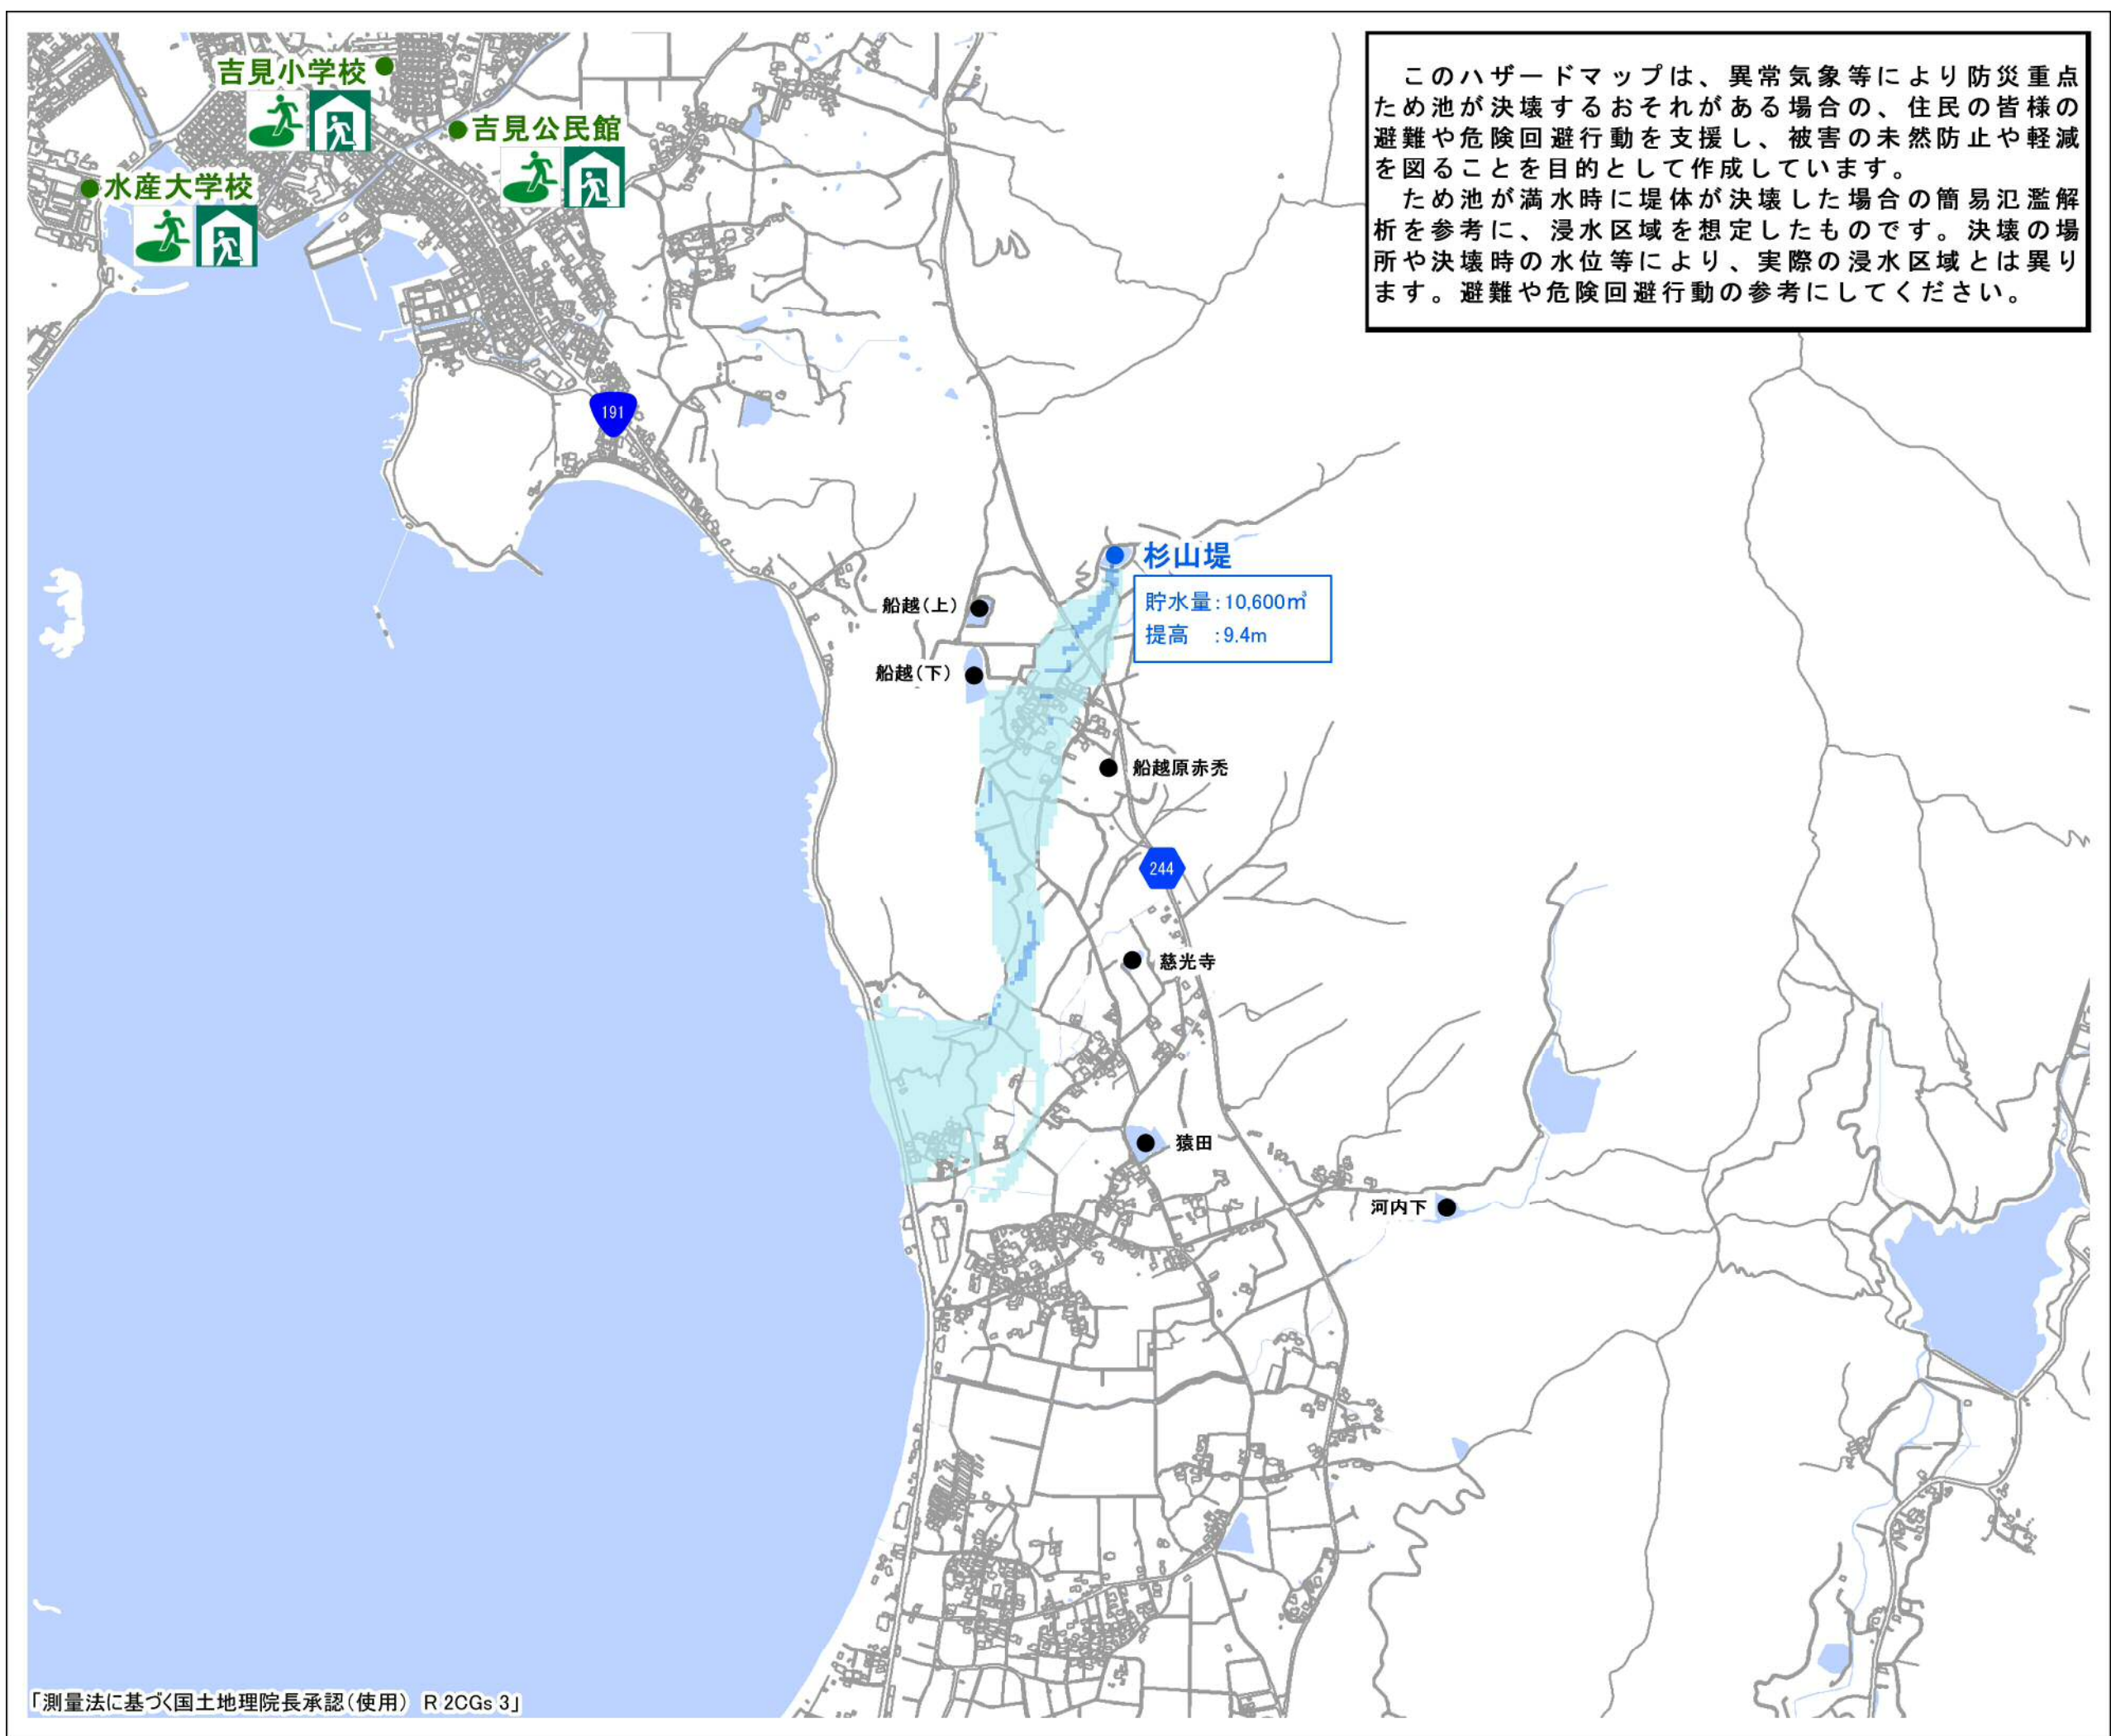 吉見小学校
吉見公民館
水産大学校
このハザードマップは、異常気象等により防災重点
ため池が決壊するおそれがある場合の、住民の皆様の
避難や危険回避行動を支援し、被害の未然防止や軽減
を図ることを目的として作成しています。
ため池が満水時に堤体が決壊した場合の簡易氾濫解
析を参考に、浸水区域を想定したものです。決壊の場
所や決壊時の水位等により、実際の浸水区域とは異り
ます。避難や危険回避行動の参考にしてください。
191
杉山堤
貯水量:10,600㎥
提高 :9.4m
船越(上)
船越(下)
船越原赤禿
244
慈光寺
猿田
河内下
「測量法に基づく国土地理院長承認(使用) R 2CGs 3」